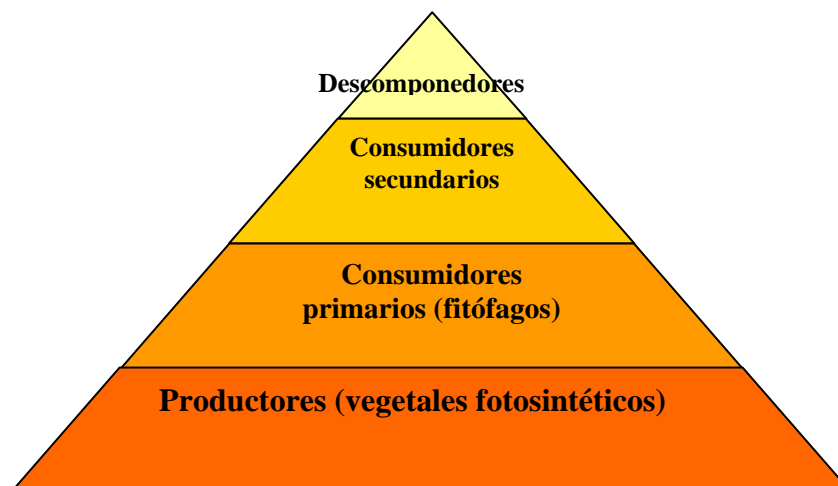 Descomponedores
Consumidores
secundarios
Consumidores
primarios (fitófagos)
Productores (vegetales fotosintéticos)